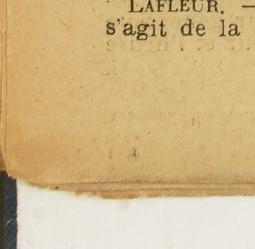 LAFLEUR. —
s'agit de la